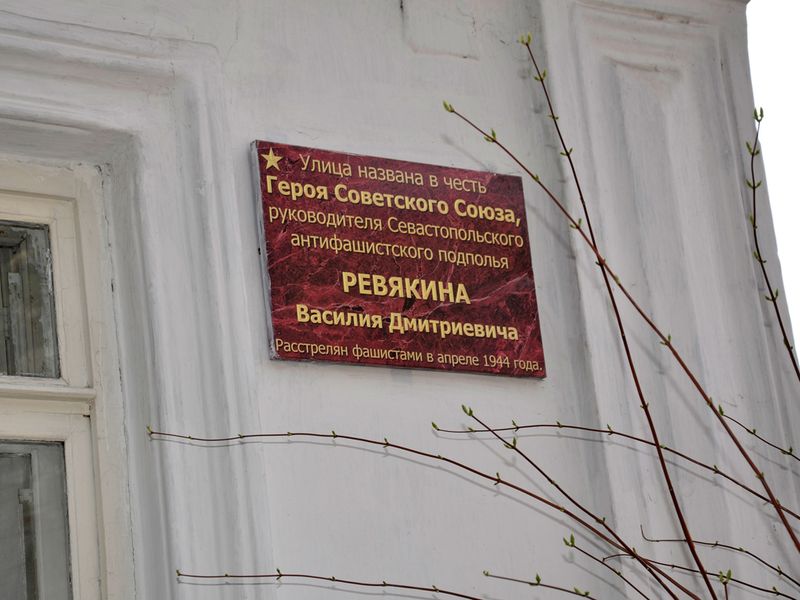 Улица названа в честь
Героя Советского Союза,
руководителя Севастопольского
антифашистского подполья
РЕВЯКИНА
Василия Дмитриевича
Расстрелян фашистами в апреле 1944 года.